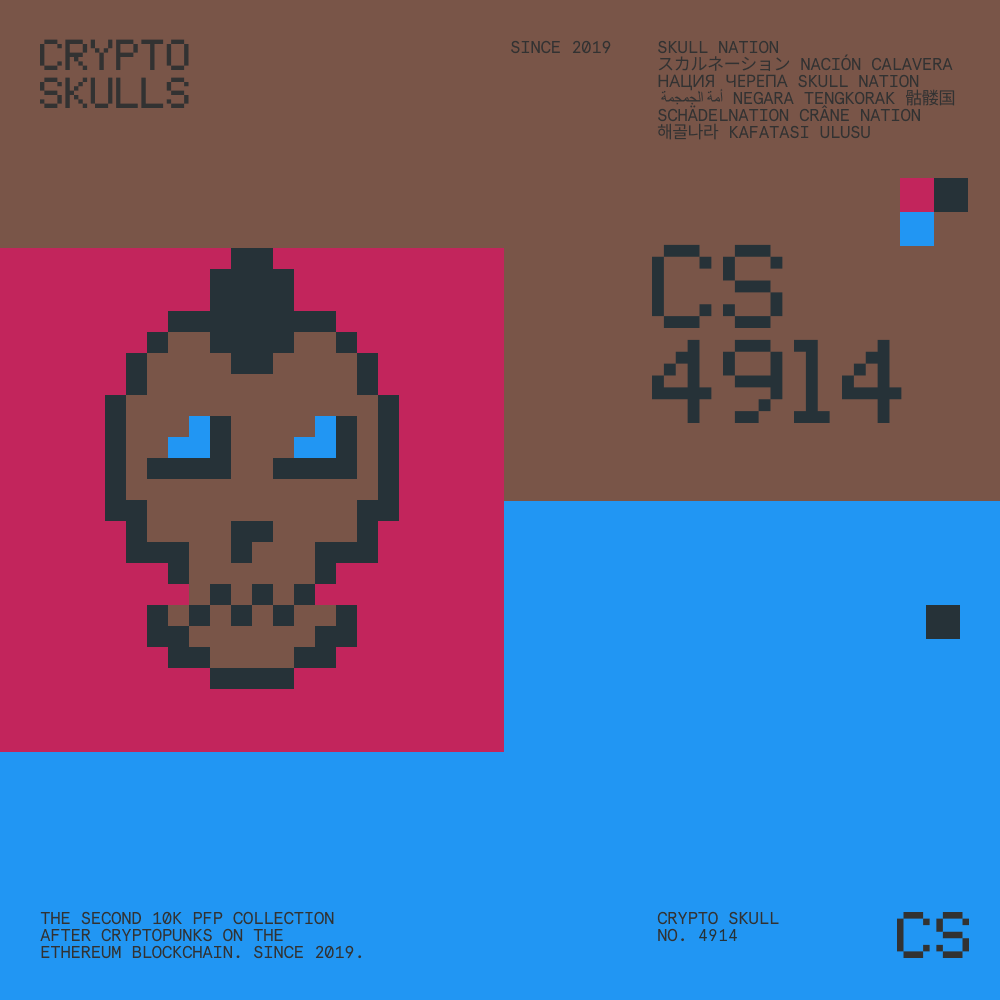 CRYPTO
SKULLS
SINCE 2019
SKULL NATION
スカルネーション NACIÓN CALAVERA
НАЦИЯ ЧЕРЕПА SKULL NATION
أمة الجمجمة NEGARA TENGKORAK 骷髅国
SCHÄDELNATION CRÂNE NATION
해골나라 KAFATASI ULUSU
CS
4914
THE SECOND 10K PFP COLLECTION
AFTER CRYPTOPUNKS ON THE
ETHEREUM BLOCKCHAIN. SINCE 2019.
CRYPTO SKULL
NO. 4914
CS